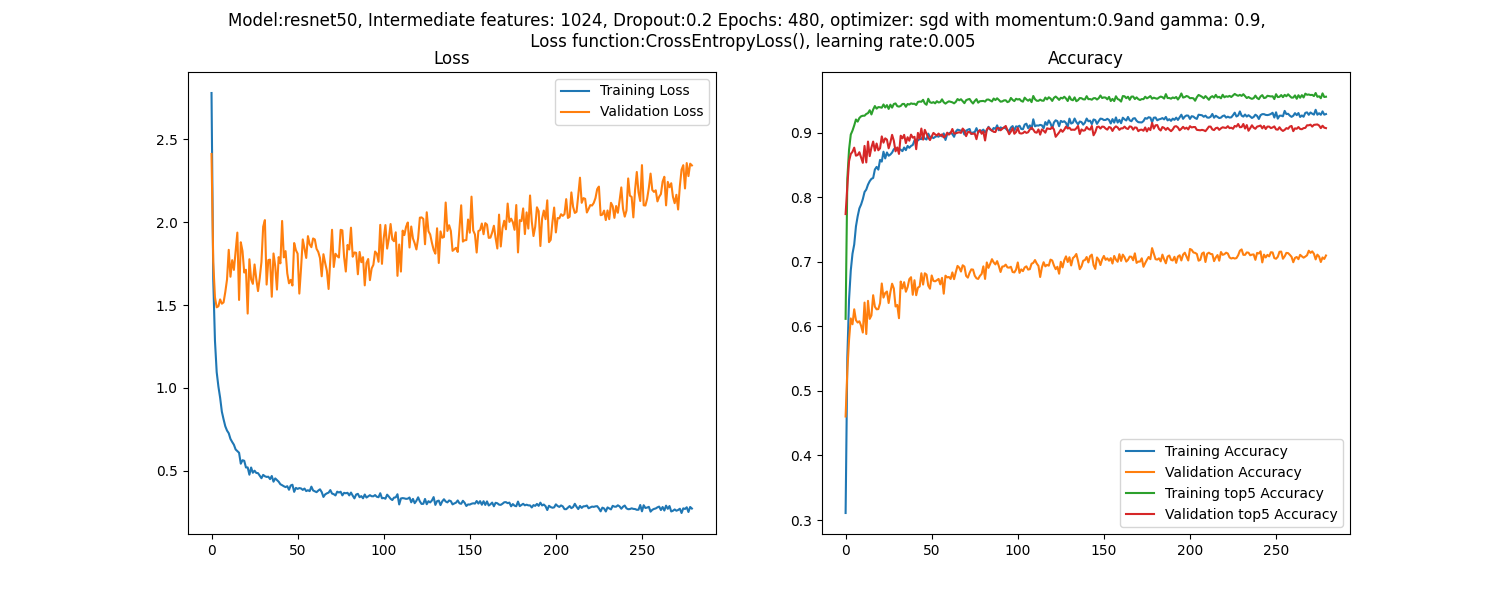 Model:resnet50, Intermediate features: 1024, Dropout:0.2 Epochs: 480, optimizer: sgd with momentum:0.9and gamma: 0.9,
Loss function:CrossEntropyLoss(), learning rate:0.005
Loss
Training Loss
Validation Loss
2.5
2.0
1.5
1.0
0.5
0 50 100 150 200 250
Accuracy
0.9
0.8
0.7
0.6
0.5
0.4
0.3
Training Accuracy
Validation Accuracy
Training top5 Accuracy
Validation top5 Accuracy
0 50 100 150 200 250